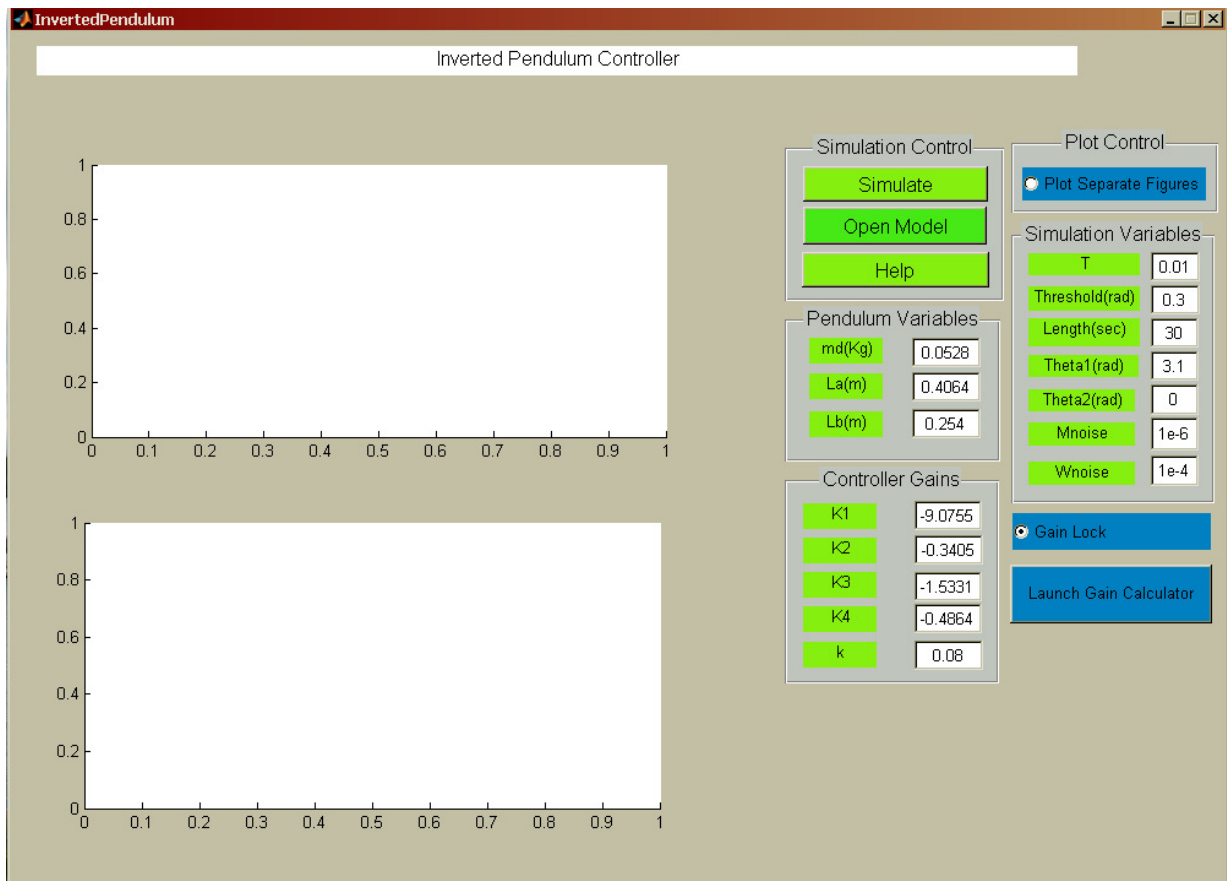 InvertedPendulum
Inverted Pendulum Controller
1
0.8
0.6
0.4
0.2
0
0 0.1 0.2 0.3 0.4 0.5 0.6 0.7 0.8 0.9 1
1
0.8
0.6
0.4
0.2
0
0 0.1 0.2 0.3 0.4 0.5 0.6 0.7 0.8 0.9 1
Simulation Control
Simulate
Open Model
Help
Pendulum Variables
md(Kg) 0.0528
La(m) 0.4064
Lb(m) 0.254
Controller Gains
K1 -9.0755
K2 -0.3405
K3 -1.5331
K4 -0.4864
k 0.08
Plot Control
Plot Separate Figures
Simulation Variables
T 0.01
Threshold(rad) 0.3
Length(sec) 30
Theta1(rad) 3.1
Theta2(rad) 0
Mnoise 1e-6
Wnoise 1e-4
Gain Lock
Launch Gain Calculator